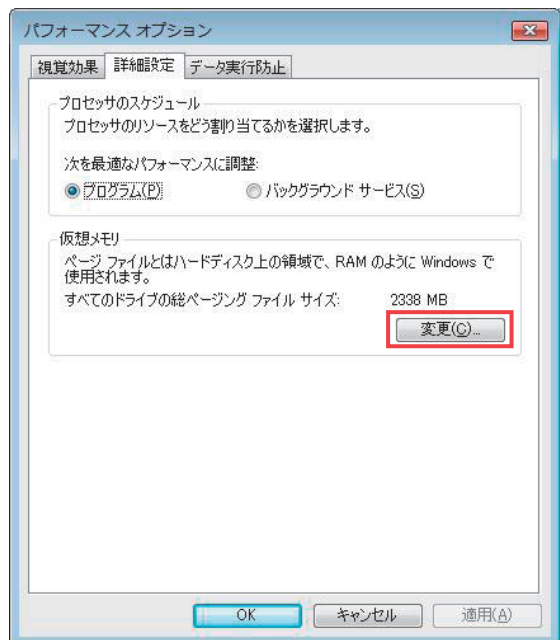 パフォーマンス オプション
視覚効果 詳細設定 データ実行防止
プロセッサのスケジュール
プロセッサのリソースをどう割り当てるかを選択します。
次を最適なパフォーマンスに調整:
プログラム(P) バックグラウンド サービス(S)
仮想メモリ
ページ ファイルとはハードディスク上の領域で、RAM のように Windows で
使用されます。
すべてのドライブの総ページング ファイル サイズ: 2338 MB
変更(C)...
OK キャンセル 適用(A)